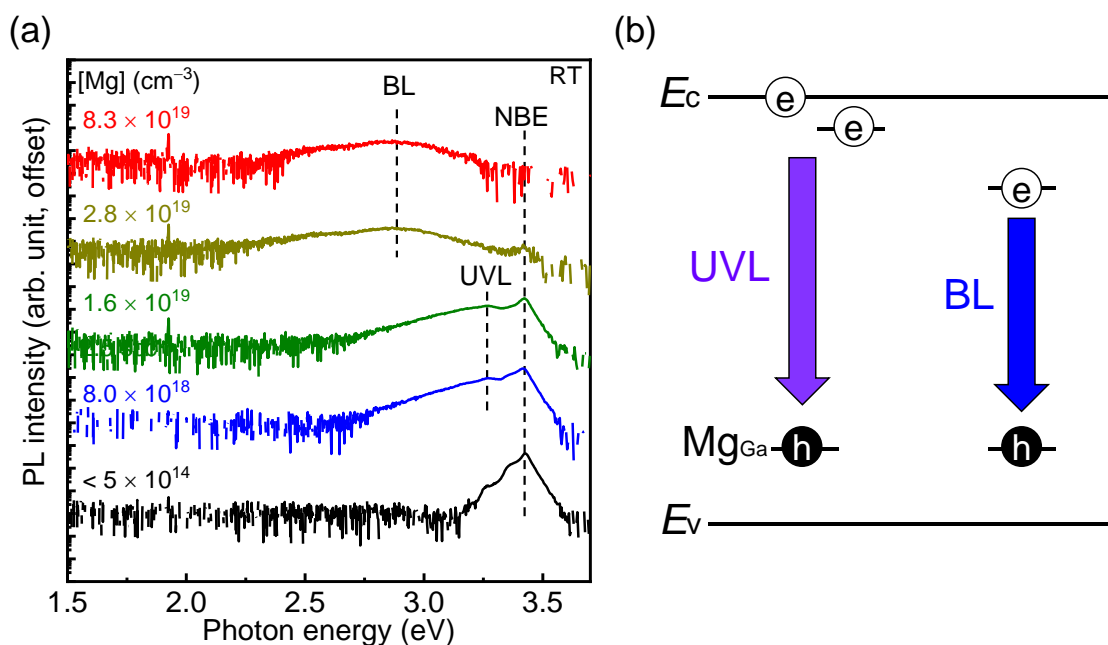 (a)
[Mg] (cm⁻³)
RT
BL
NBE
8.3 × 10¹⁹
2.8 × 10¹⁹
UVL
1.6 × 10¹⁹
8.0 × 10¹⁸
< 5 × 10¹⁴
PL intensity (arb. unit, offset)
1.5 2.0 2.5 3.0 3.5
Photon energy (eV)
(b)
Ec
e
e
e
UVL
BL
MgGa
h
h
Ev